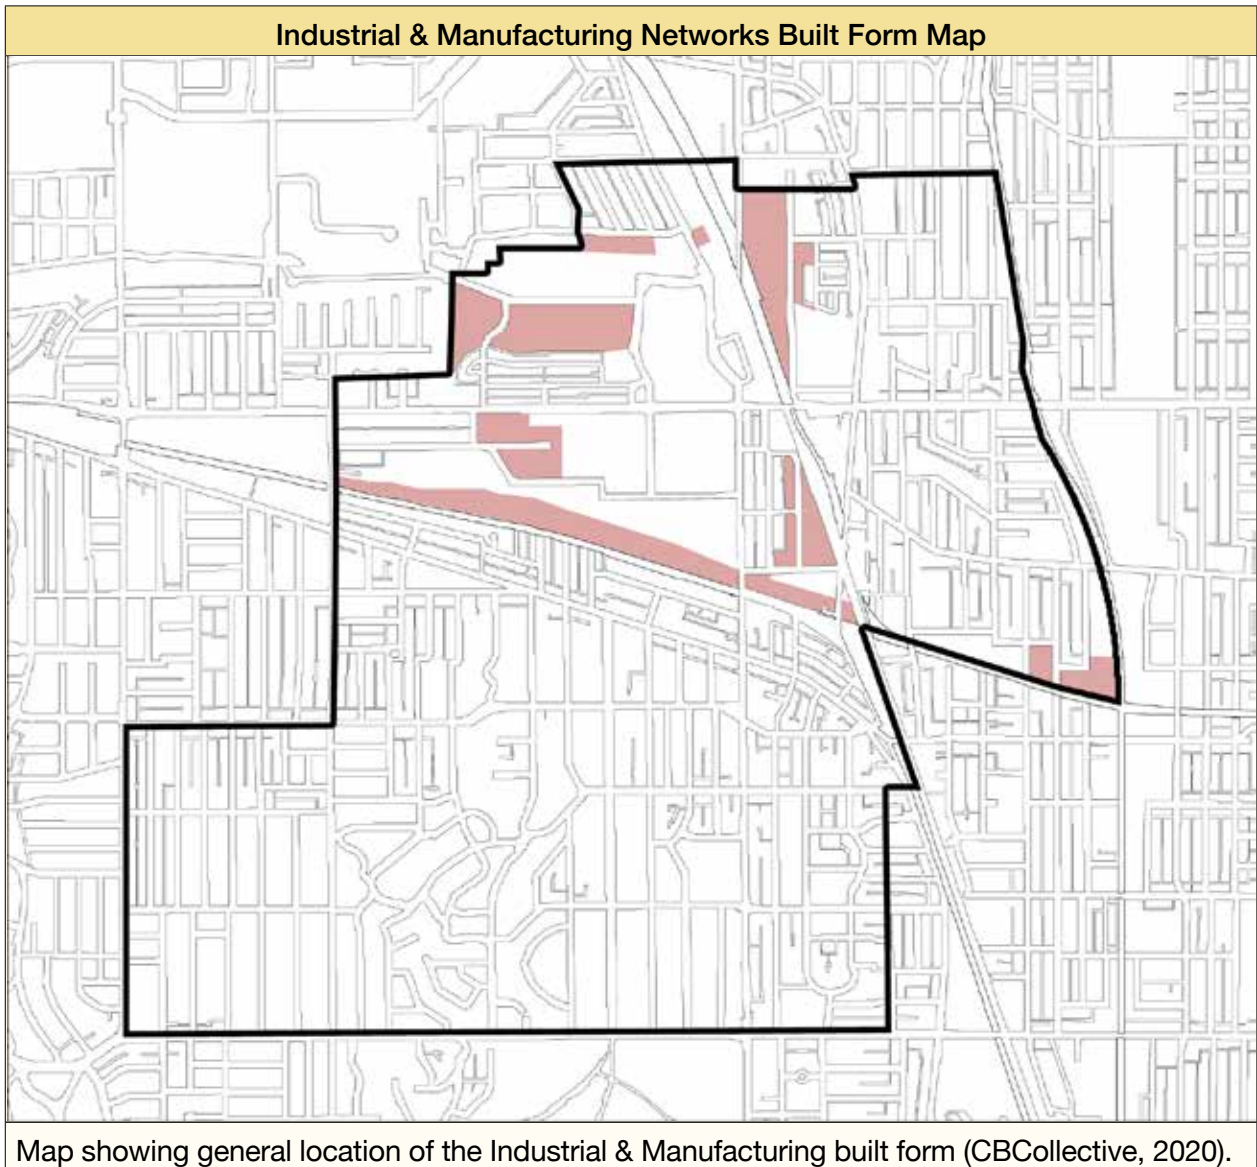 Industrial & Manufacturing Networks Built Form Map
Map showing general location of the Industrial & Manufacturing built form (CBCollective, 2020).